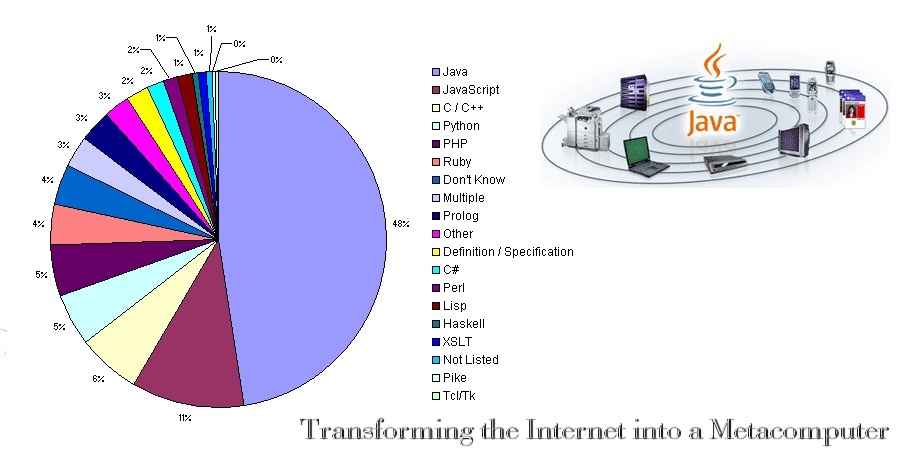 1%
1%
0%
2%
1%
1%
0%
2%
2%
3%
3%
3%
4%
4%
5%
5%
6%
11%
48%
Java
JavaScript
C / C++
Python
PHP
Ruby
Don't Know
Multiple
Prolog
Other
Definition / Specification
C#
Perl
Lisp
Haskell
XSLT
Not Listed
Pike
Tcl/Tk
Java™
Transforming the Internet into a Metacomputer